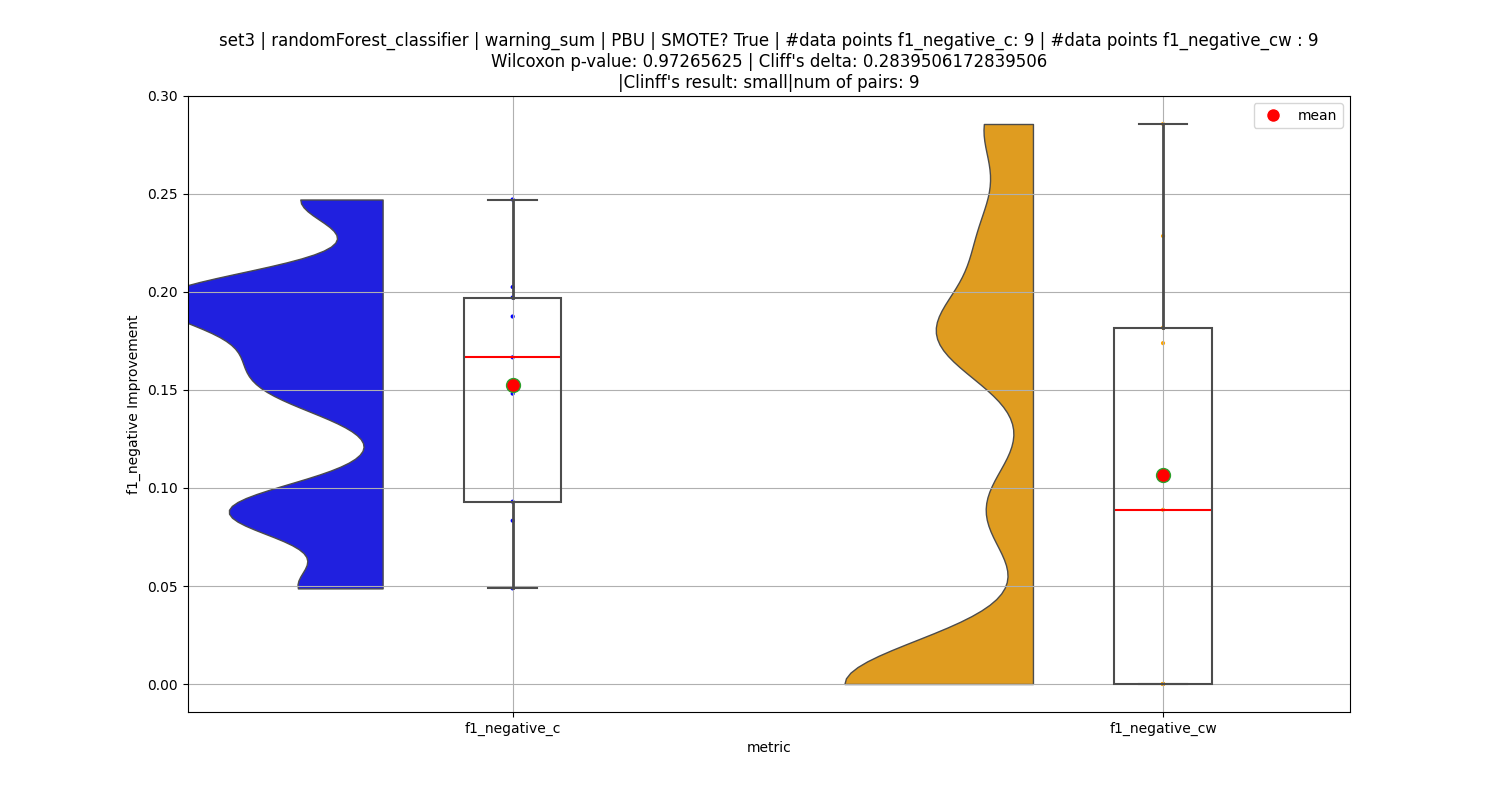 set3 | randomForest_classifier | warning_sum | PBU | SMOTE? True | #data points f1_negative_c: 9 | #data points f1_negative_cw : 9
Wilcoxon p-value: 0.97265625 | Cliff's delta: 0.2839506172839506
|Clinff's result: small|num of pairs: 9
mean
0.30
0.25
0.20
0.15
0.10
0.05
0.00
f1_negative Improvement
f1_negative_c
f1_negative_cw
metric